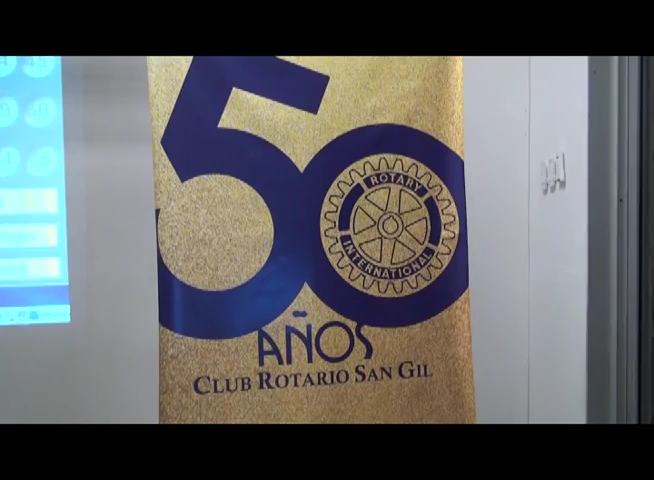 50
ROTARY
INTERNATIONAL
AÑOS
CLUB ROTARIO SAN GIL